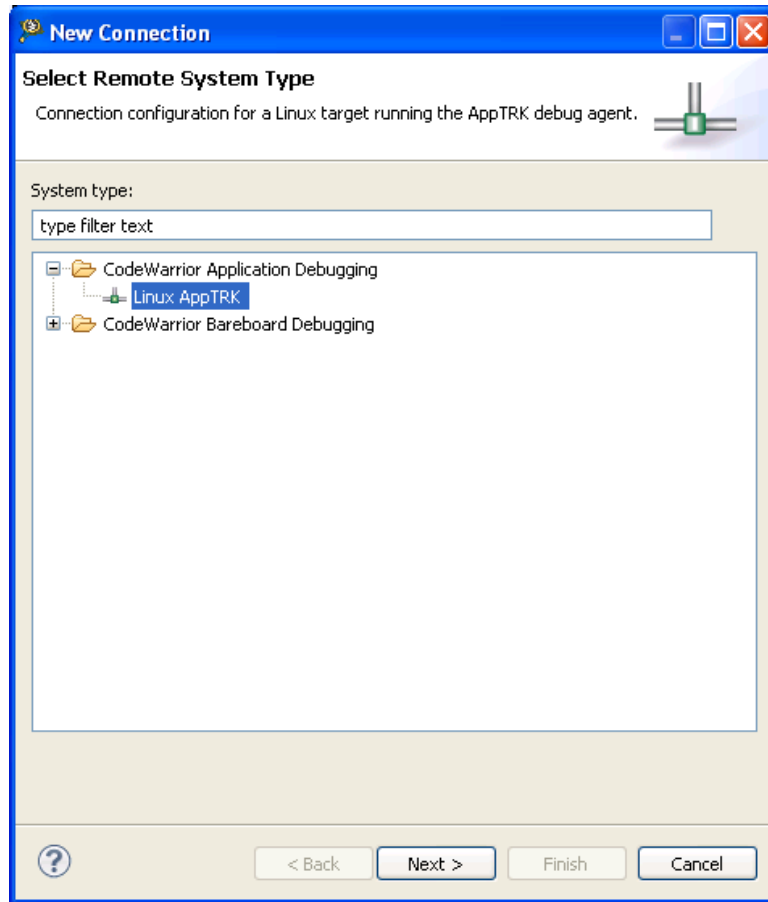 New Connection
Select Remote System Type
Connection configuration for a Linux target running the AppTRK debug agent.
System type:
type filter text
CodeWarrior Application Debugging
Linux AppTRK
CodeWarrior Bareboard Debugging
? < Back Next > Finish Cancel